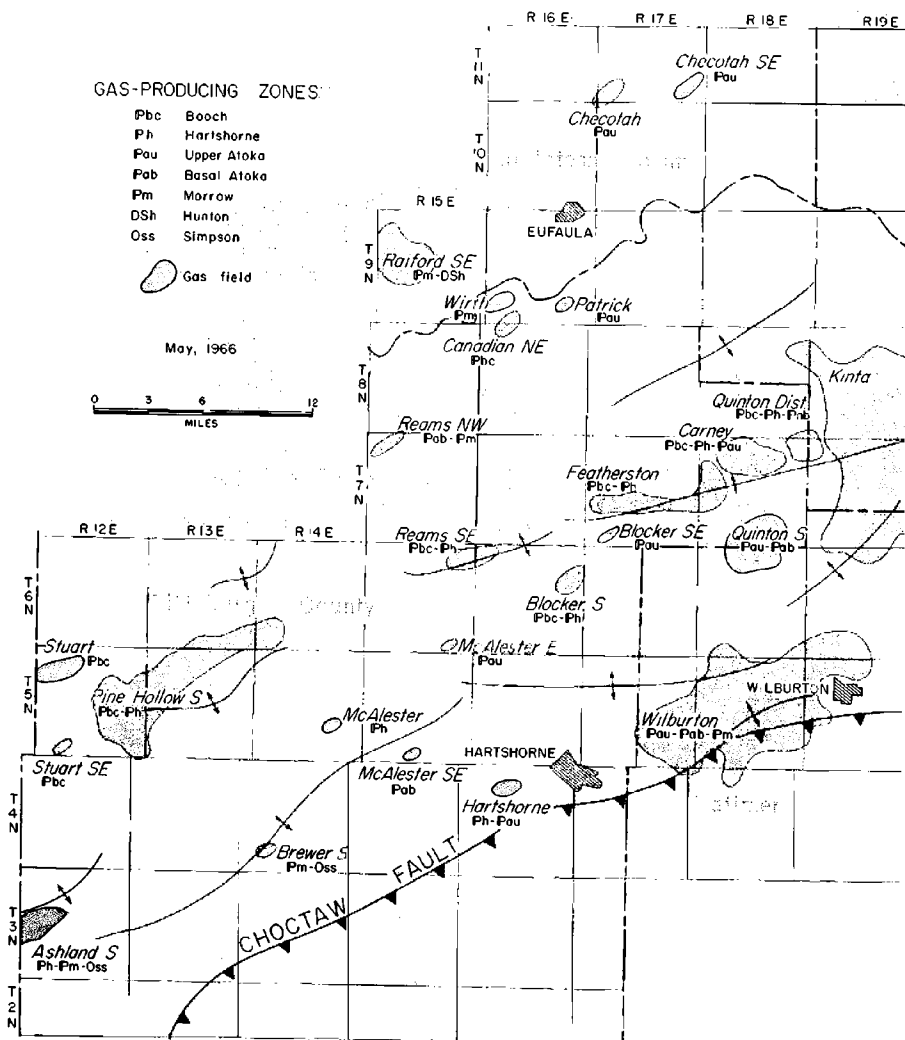 R 16 E
R 17 E
R 18 E
R 19 E
T 11 N
Checotah SE
ℙau
Checotah
ℙau
GAS-PRODUCING ZONES
ℙbc Booch
ℙh Hartshorne
ℙau Upper Atoka
ℙab Basal Atoka
ℙm Morrow
DSh Hunton
Oss Simpson
Gas field
May, 1966
0 3 6 12
MILES
T 10 N
R 15 E
EUFAULA
T 9 N
Raiford SE
ℙm-DSh
Wirth
ℙm
Patrick
ℙau
Canadian NE
ℙbc
T 8 N
Kinta
Quinton Dist.
Reams NW
ℙab-ℙm
Carney
ℙbc-ℙh-ℙau
T 7 N
Featherston
ℙbc-ℙh
R 12 E
R 13 E
R 14 E
Reams SE
ℙbc-ℙh
Blocker SE
ℙau
Quinton S
ℙau-ℙab
T 6 N
County
Blocker S
ℙbc-ℙh
Stuart
ℙbc
McAlester E
ℙau
T 5 N
Pine Hollow S
ℙbc-ℙh
WILBURTON
McAlester
ℙh
Wilburton
ℙau-ℙab-ℙm
Stuart SE
ℙbc
McAlester SE
ℙab
HARTSHORNE
Hartshorne
ℙh-ℙau
Latimer
T 4 N
Brewer S
ℙm-Oss
CHOCTAW FAULT
T 3 N
Ashland S
ℙh-ℙm-Oss
T 2 N